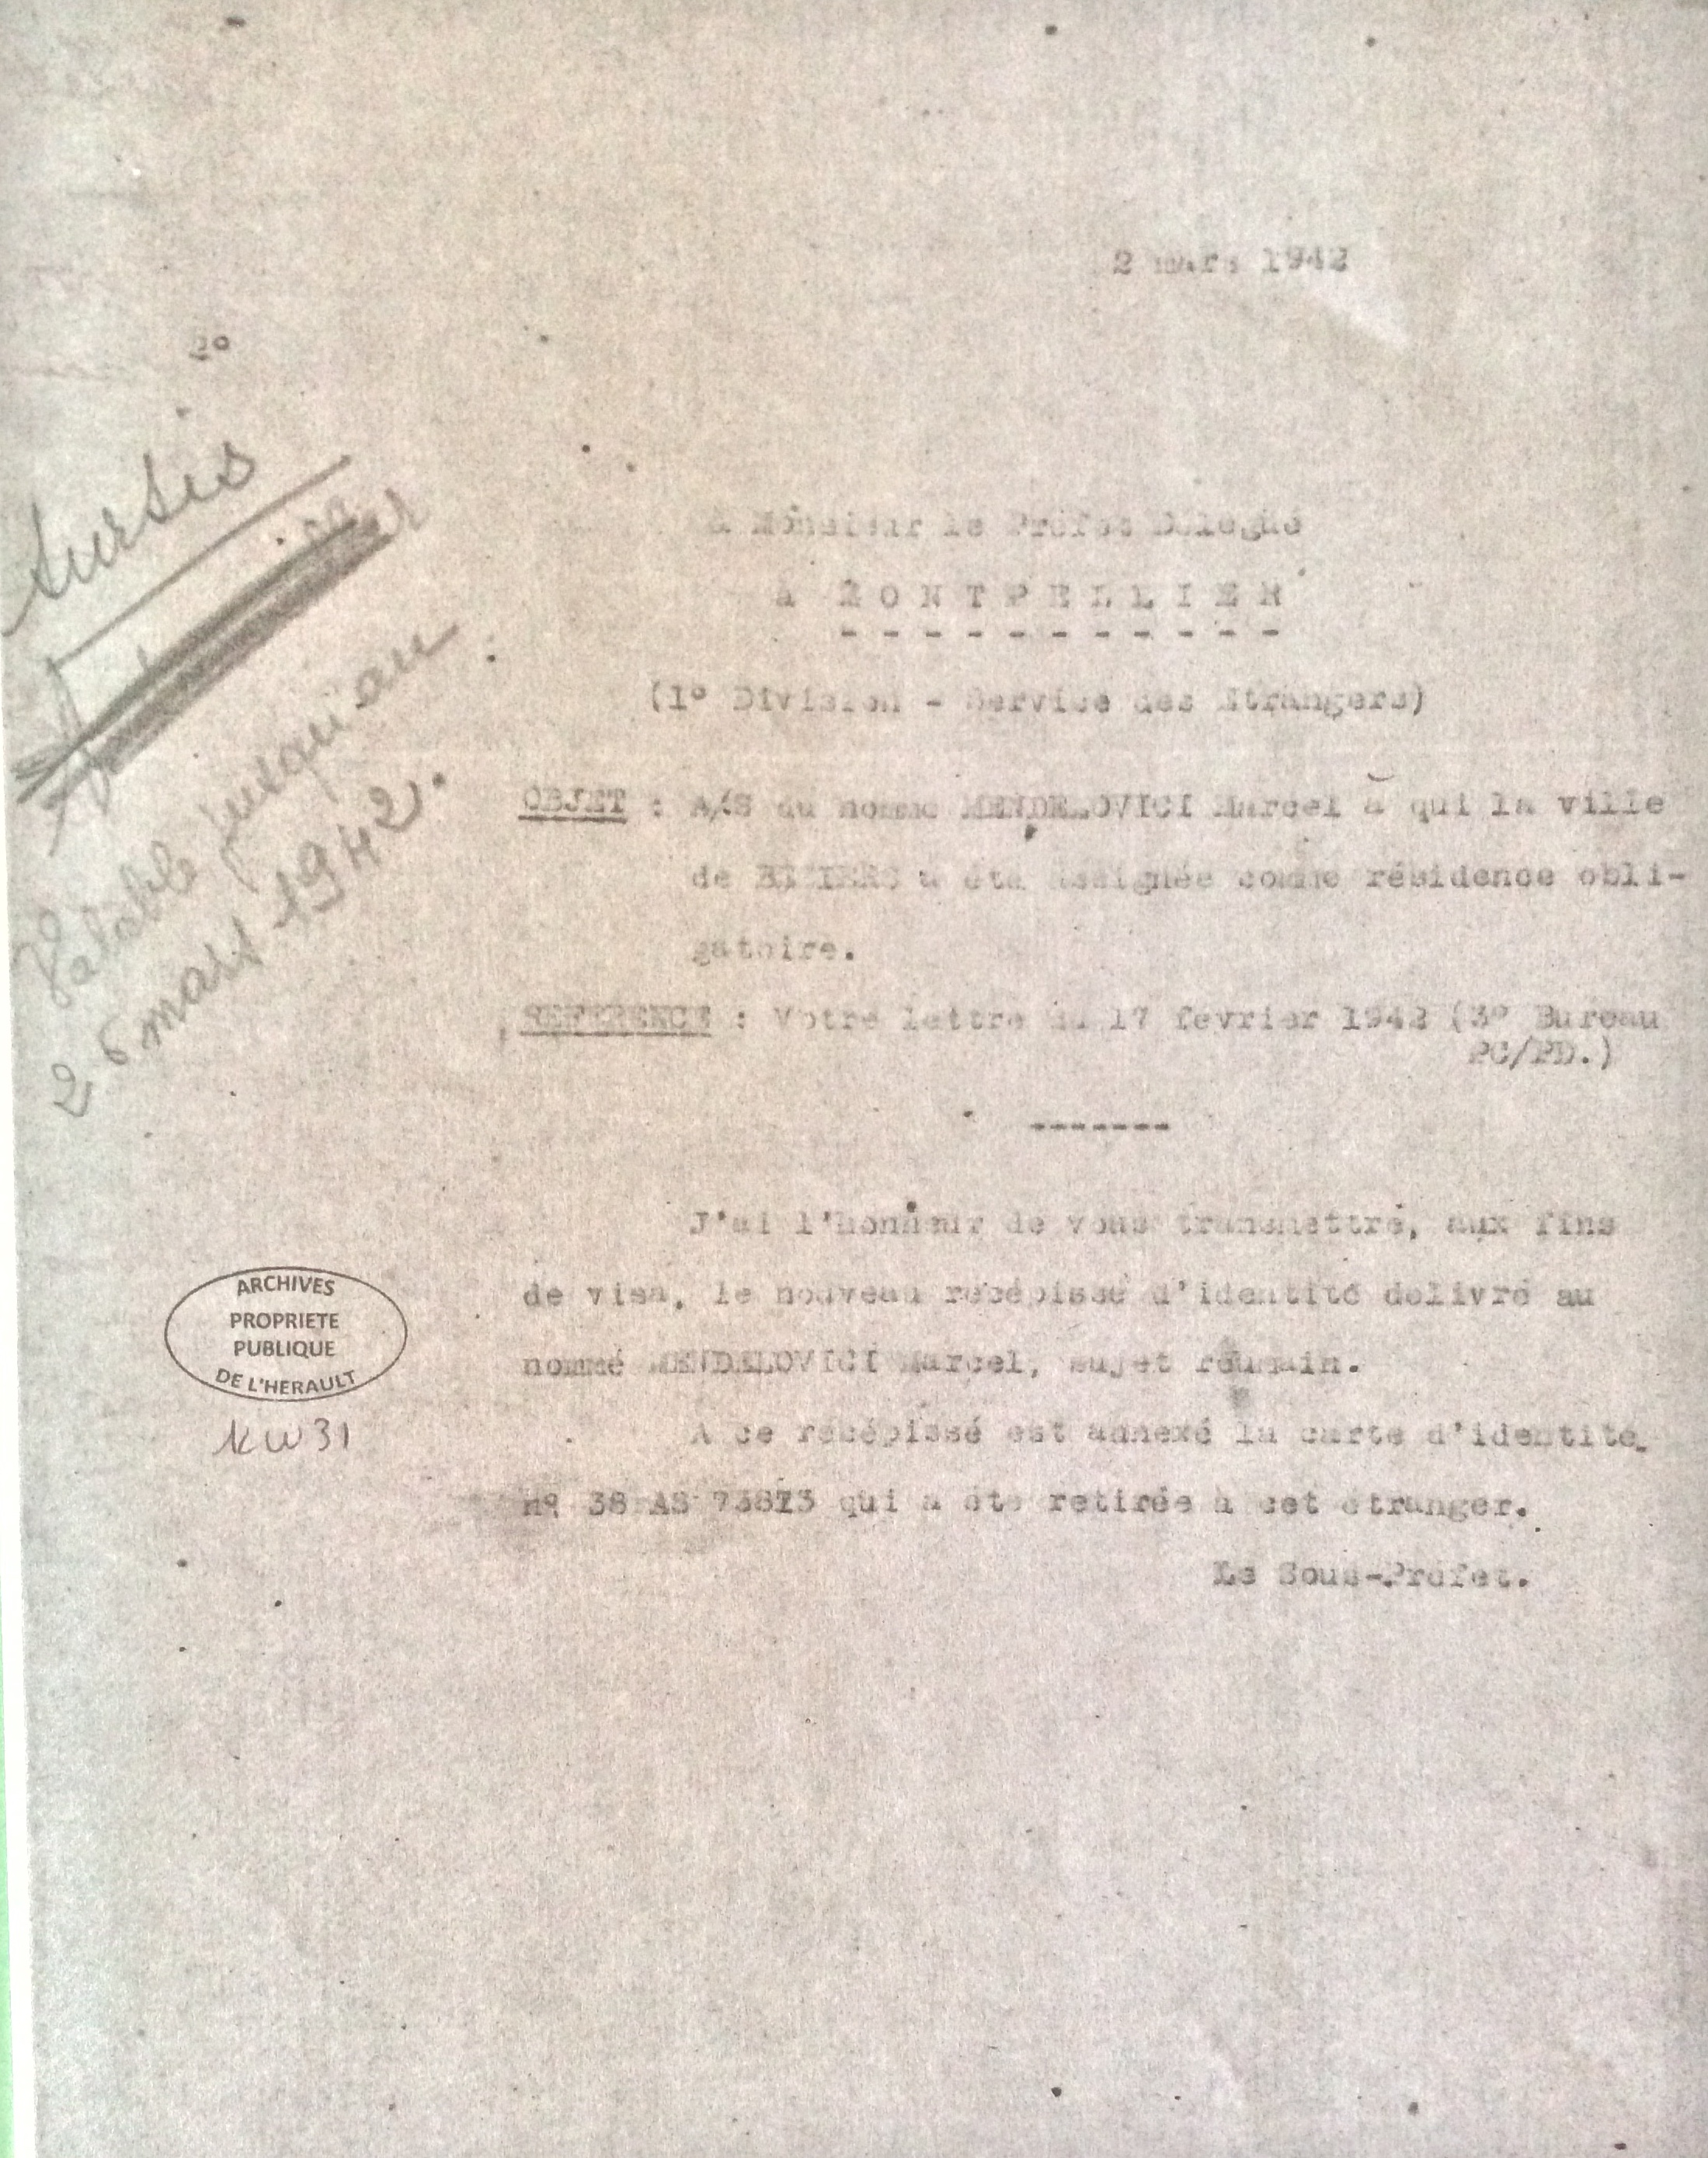 2 mars 1942
2°
Sursis
Valable jusqu'au
26 mars 1942.
à Monsieur le Préfet Délégué
à MONTPELLIER
- - - - - - - - - - -
(1° Division - Service des Etrangers)
OBJET : A/S du nommé MENDELOVICI Marcel à qui la ville
de BEZIERS a été assignée comme résidence obli-
gatoire.
REFERENCE : Votre lettre du 17 février 1942 (3° Bureau
PC/PD.)
-------
J'ai l'honneur de vous transmettre, aux fins
de visa, le nouveau récépissé d'identité délivré au
nommé MENDELOVICI Marcel, sujet roumain.
A ce récépissé est annexé la carte d'identité
n° 38 AS 73873 qui a été retirée à cet étranger.
Le Sous-Préfet.
ARCHIVES
PROPRIETE
PUBLIQUE
DE L'HERAULT
1W31